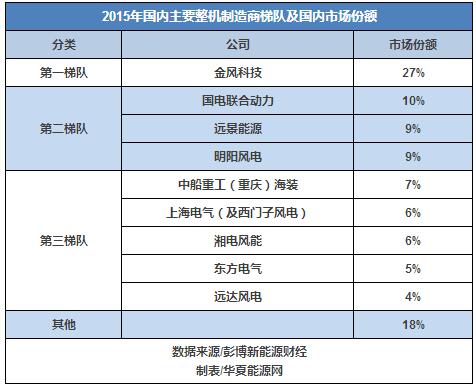 2015年国内主要整机制造商梯队及国内市场份额
分类 公司 市场份额
第一梯队 金风科技 27%
第二梯队 国电联合动力 10%
远景能源 9%
明阳风电 9%
第三梯队 中船重工（重庆）海装 7%
上海电气（及西门子风电） 6%
湘电风能 6%
东方电气 5%
远达风电 4%
其他 18%
数据来源/彭博新能源财经
制表/华夏能源网